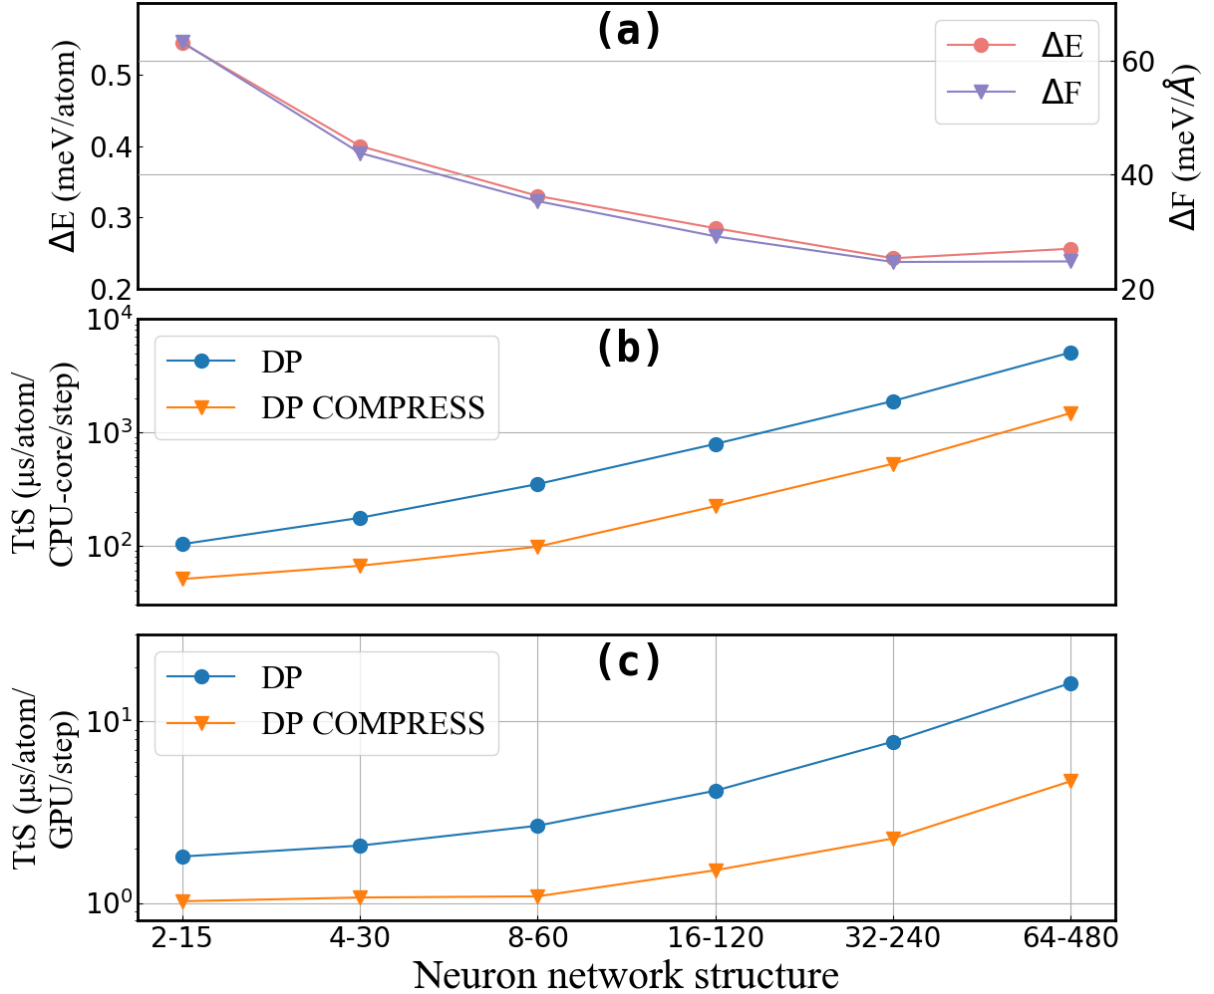 (a)
ΔE
ΔF
0.5
0.4
0.3
0.2
ΔE (meV/atom)
60
40
20
ΔF (meV/Å)
(b)
DP
DP COMPRESS
10⁴
10³
10²
TtS (μs/atom/
CPU-core/step)
(c)
DP
DP COMPRESS
10¹
10⁰
TtS (μs/atom/
GPU/step)
2-15 4-30 8-60 16-120 32-240 64-480
Neuron network structure